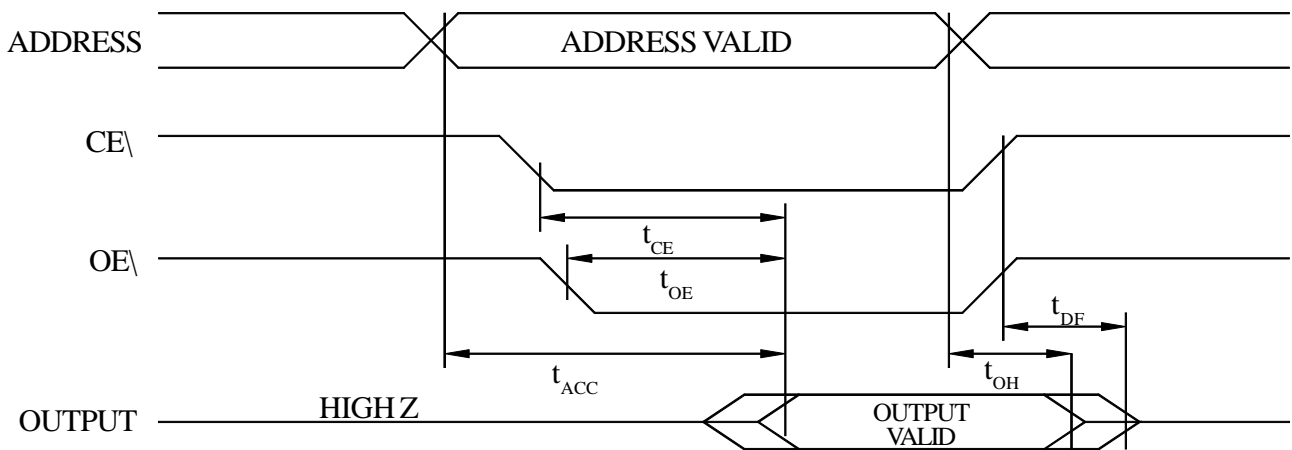 ADDRESS
ADDRESS VALID
CE\
tCE
OE\
tOE
tDF
tACC
tOH
HIGH Z
OUTPUT
OUTPUT
VALID